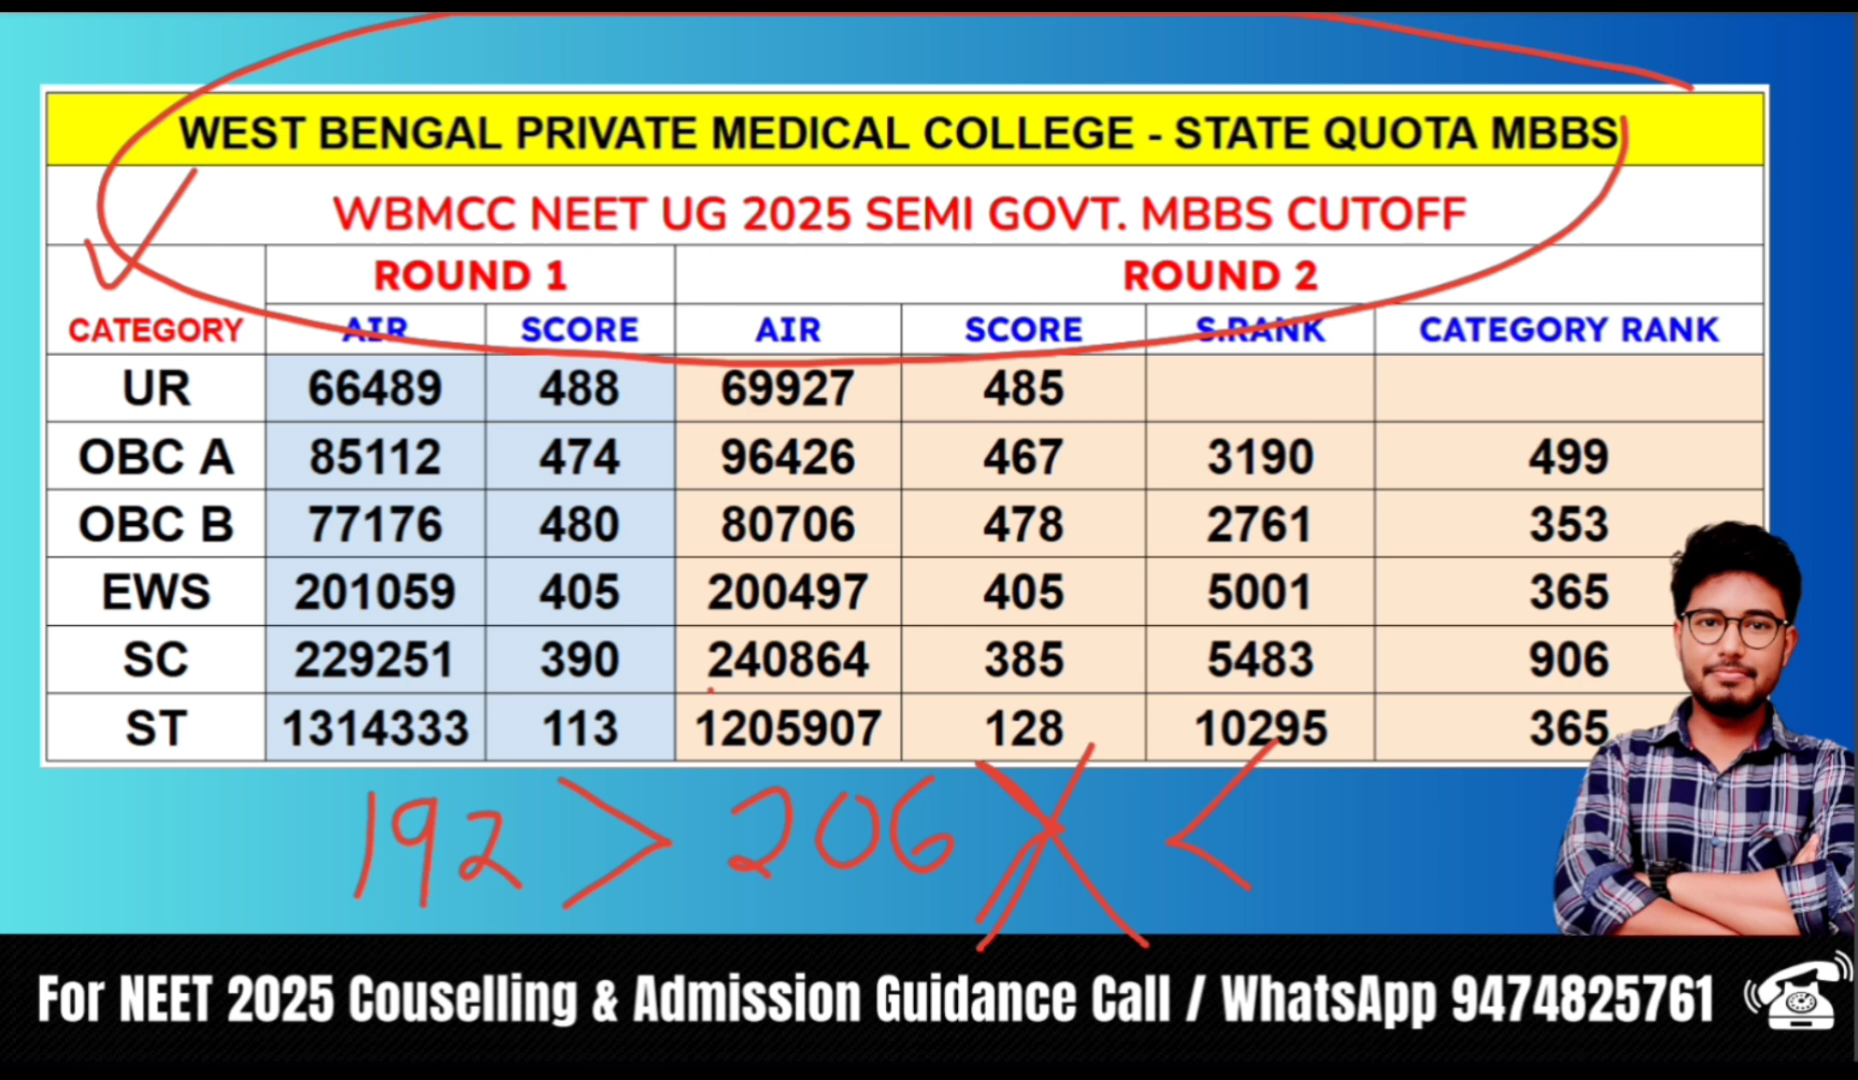 WEST BENGAL PRIVATE MEDICAL COLLEGE - STATE QUOTA MBBS
WBMCC NEET UG 2025 SEMI GOVT. MBBS CUTOFF
ROUND 1 ROUND 2
CATEGORY AIR SCORE AIR SCORE S.RANK CATEGORY RANK
UR 66489 488 69927 485
OBC A 85112 474 96426 467 3190 499
OBC B 77176 480 80706 478 2761 353
EWS 201059 405 200497 405 5001 365
SC 229251 390 240864 385 5483 906
ST 1314333 113 1205907 128 10295 365
192 > 206 X <
For NEET 2025 Couselling & Admission Guidance Call / WhatsApp 9474825761